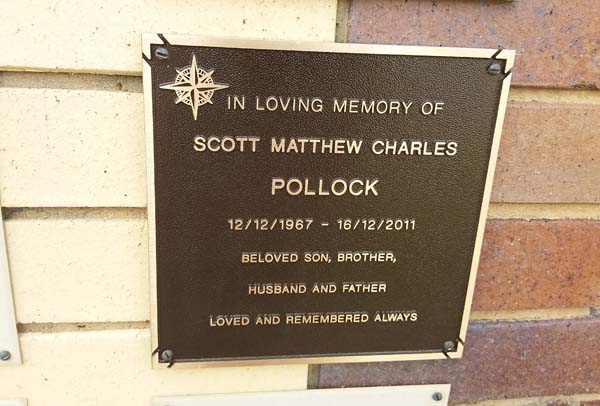 IN LOVING MEMORY OF
SCOTT MATTHEW CHARLES
POLLOCK
12/12/1967 - 16/12/2011
BELOVED SON, BROTHER,
HUSBAND AND FATHER
LOVED AND REMEMBERED ALWAYS